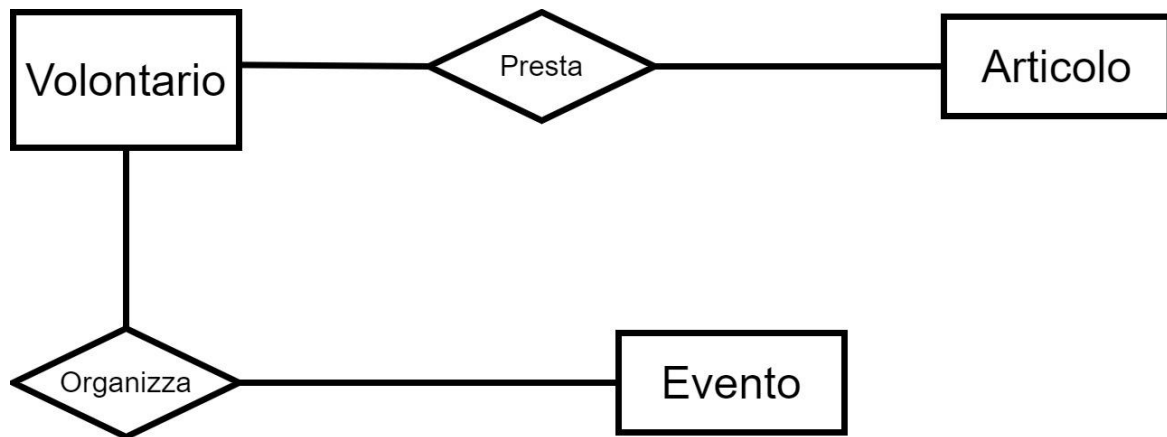 Volontario
Presta
Articolo
Organizza
Evento